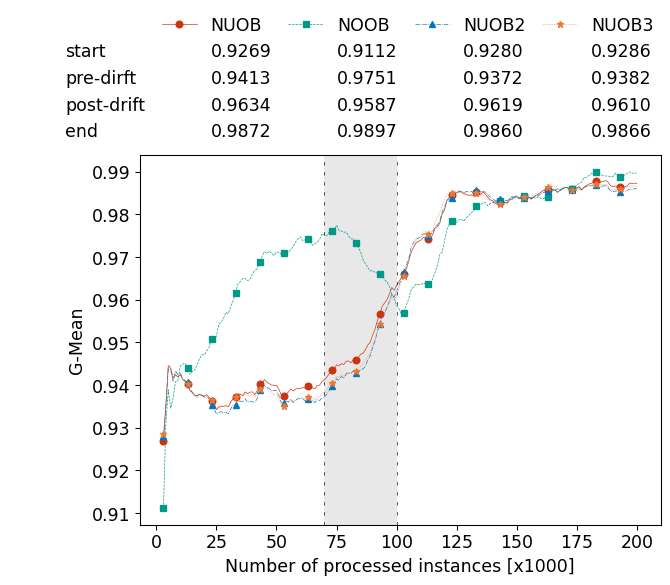 NUOB NOOB NUOB2 NUOB3
start 0.9269 0.9112 0.9280 0.9286
pre-dirft 0.9413 0.9751 0.9372 0.9382
post-drift 0.9634 0.9587 0.9619 0.9610
end 0.9872 0.9897 0.9860 0.9866
0.99
0.98
0.97
0.96
0.95
0.94
0.93
0.92
0.91
G-Mean
0 25 50 75 100 125 150 175 200
Number of processed instances [x1000]